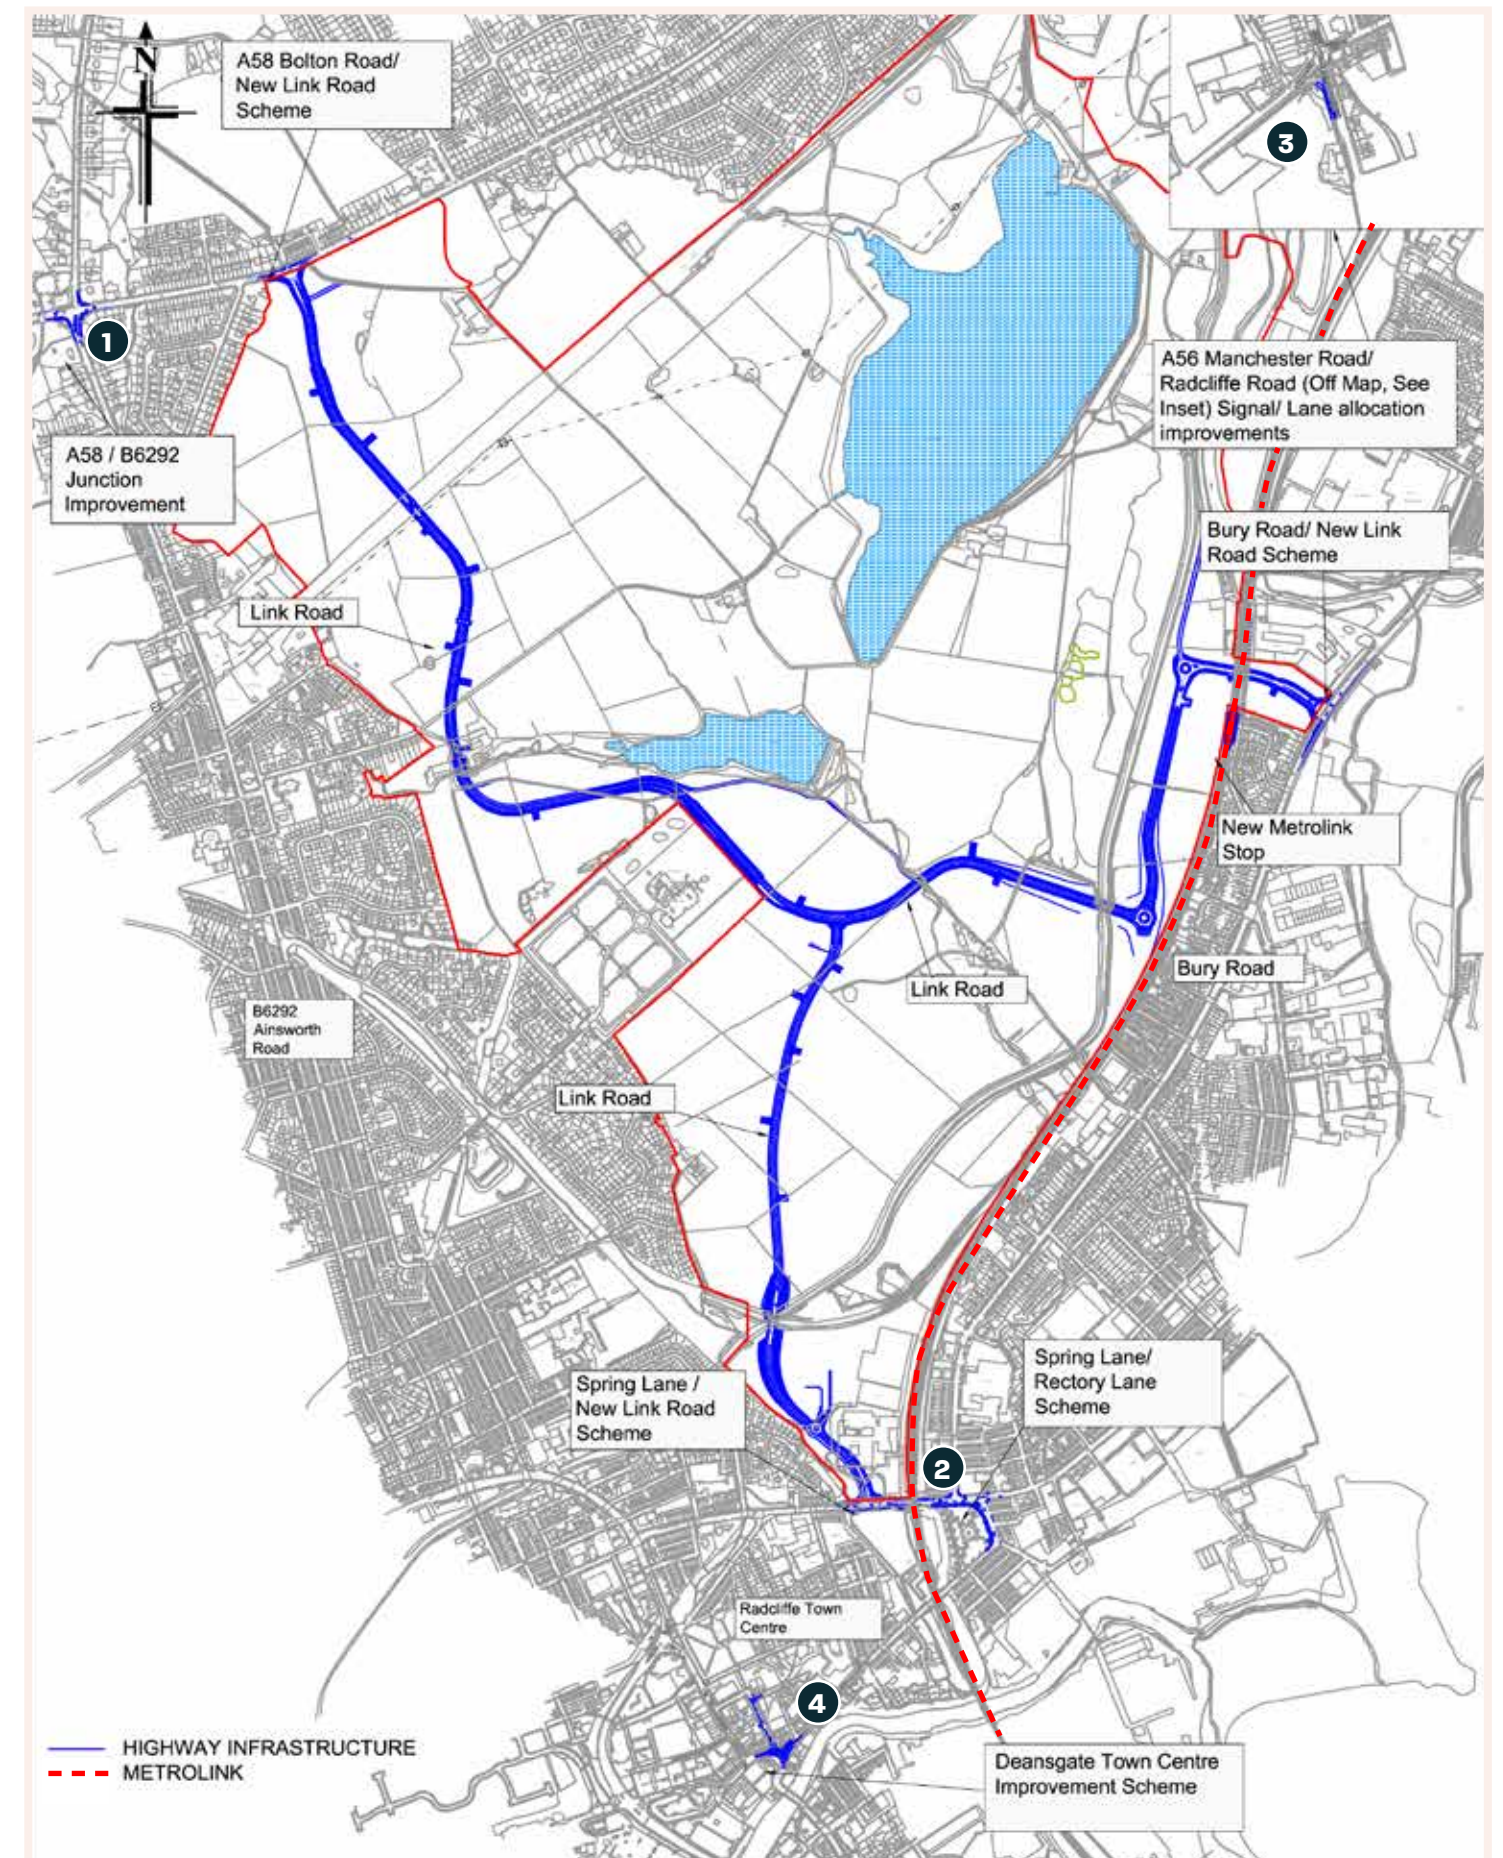 N
A58 Bolton Road/
New Link Road
Scheme
3
1
A58 / B6292
Junction
Improvement
A56 Manchester Road/
Radcliffe Road (Off Map, See
Inset) Signal/ Lane allocation
improvements
Bury Road/ New Link
Road Scheme
Link Road
New Metrolink
Stop
Bury Road
Link Road
B6292
Ainsworth
Road
Link Road
Spring Lane /
New Link Road
Scheme
Spring Lane/
Rectory Lane
Scheme
2
Radcliffe Town
Centre
4
HIGHWAY INFRASTRUCTURE
METROLINK
Deansgate Town Centre
Improvement Scheme